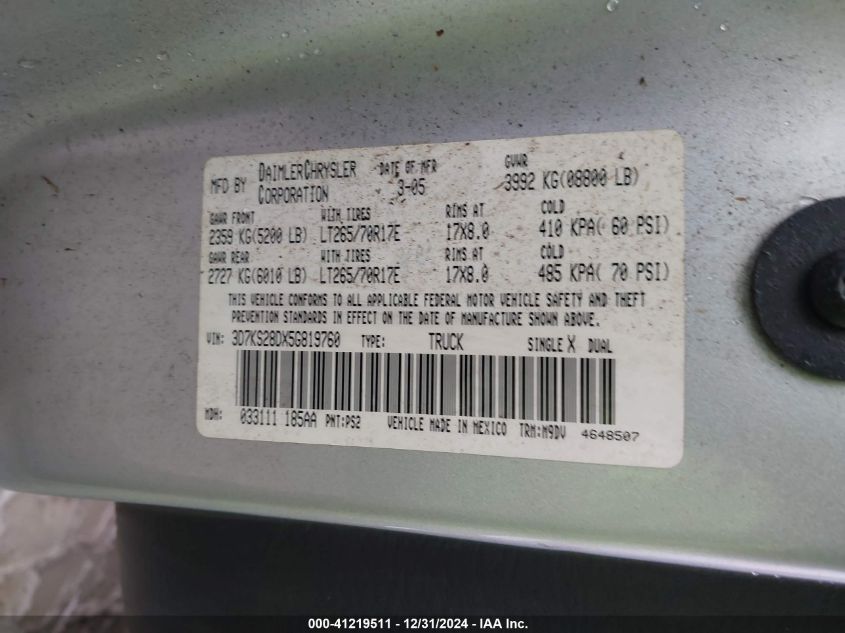 MFD BY DAIMLERCHRYSLER CORPORATION DATE OF MFR 3-05 GVWR 3992 KG(08800 LB)
GAWR FRONT WITH TIRES RIMS AT COLD
2359 KG(5200 LB) LT265/70R17E 17X8.0 410 KPA( 60 PSI)
GAWR REAR WITH TIRES RIMS AT COLD
2727 KG(6010 LB) LT265/70R17E 17X8.0 485 KPA( 70 PSI)
THIS VEHICLE CONFORMS TO ALL APPLICABLE FEDERAL MOTOR VEHICLE SAFETY AND THEFT
PREVENTION STANDARDS IN EFFECT ON THE DATE OF MANUFACTURE SHOWN ABOVE.
VIN: 3D7KS28DX5G819760 TYPE: TRUCK SINGLE X DUAL
MDH: 033111 185AA PNT:PS2 VEHICLE MADE IN MEXICO TRM:M9DV 4648507
000-41219511 - 12/31/2024 - IAA Inc.